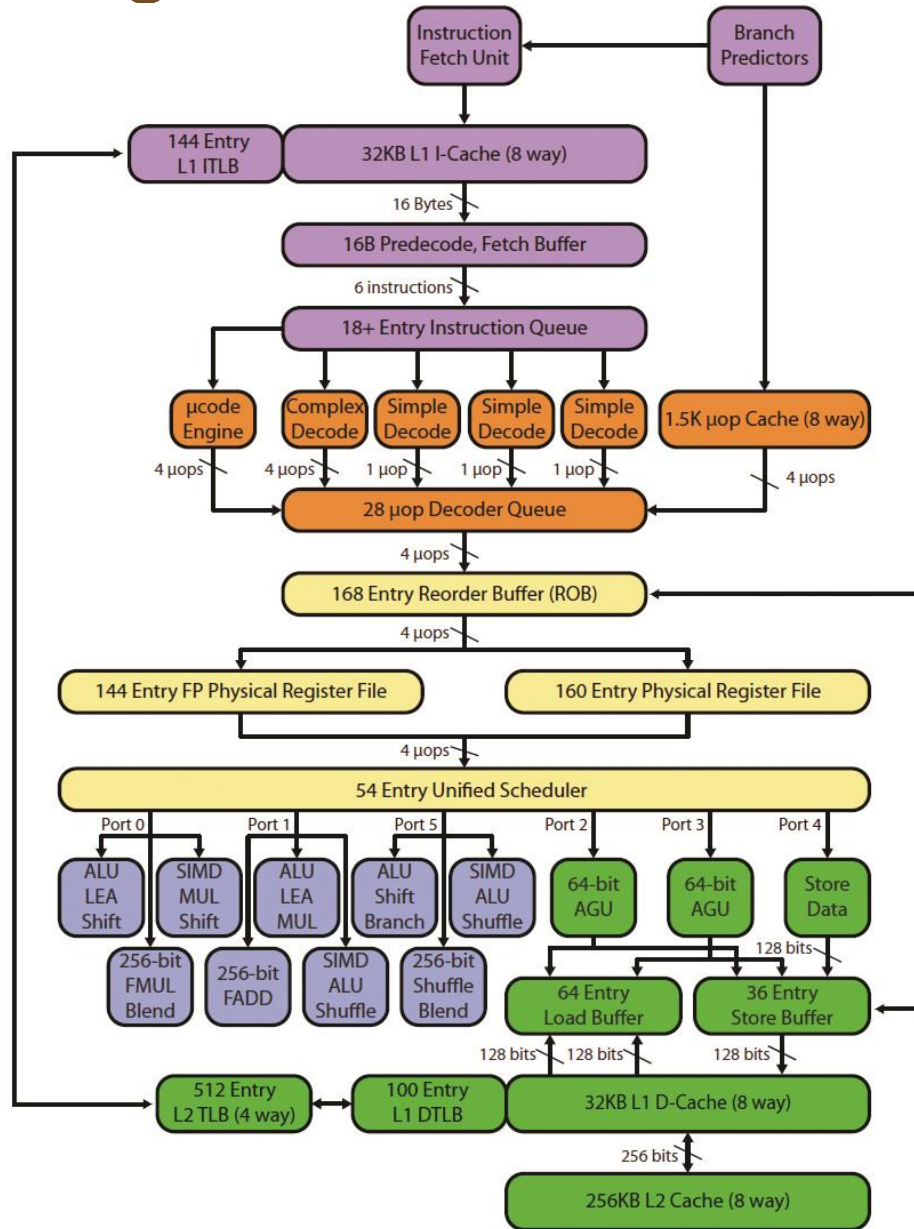 Instruction
Fetch Unit
Branch
Predictors
144 Entry
L1 ITLB
32KB L1 I-Cache (8 way)
16 Bytes
16B Predecode, Fetch Buffer
6 instructions
18+ Entry Instruction Queue
µcode
Engine
Complex
Decode
Simple
Decode
Simple
Decode
Simple
Decode
1.5K µop Cache (8 way)
4 µops
4 µops
1 µop
1 µop
1 µop
4 µops
28 µop Decoder Queue
4 µops
168 Entry Reorder Buffer (ROB)
4 µops
144 Entry FP Physical Register File
160 Entry Physical Register File
4 µops
54 Entry Unified Scheduler
Port 0
Port 1
Port 5
Port 2
Port 3
Port 4
ALU
LEA
Shift
SIMD
MUL
Shift
ALU
LEA
MUL
ALU
Shift
Branch
SIMD
ALU
Shuffle
64-bit
AGU
64-bit
AGU
Store
Data
128 bits
256-bit
FMUL
Blend
256-bit
FADD
SIMD
ALU
Shuffle
256-bit
Shuffle
Blend
64 Entry
Load Buffer
36 Entry
Store Buffer
128 bits
128 bits
128 bits
512 Entry
L2 TLB (4 way)
100 Entry
L1 DTLB
32KB L1 D-Cache (8 way)
256 bits
256KB L2 Cache (8 way)